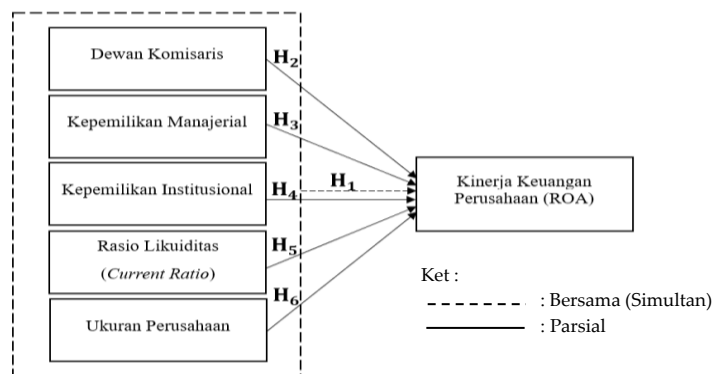 Dewan Komisaris
H₂
Kepemilikan Manajerial
H₃
Kepemilikan Institusional
H₄
H₁
Rasio Likuiditas
(Current Ratio)
H₅
Ukuran Perusahaan
H₆
Kinerja Keuangan
Perusahaan (ROA)
Ket :
: Bersama (Simultan)
: Parsial